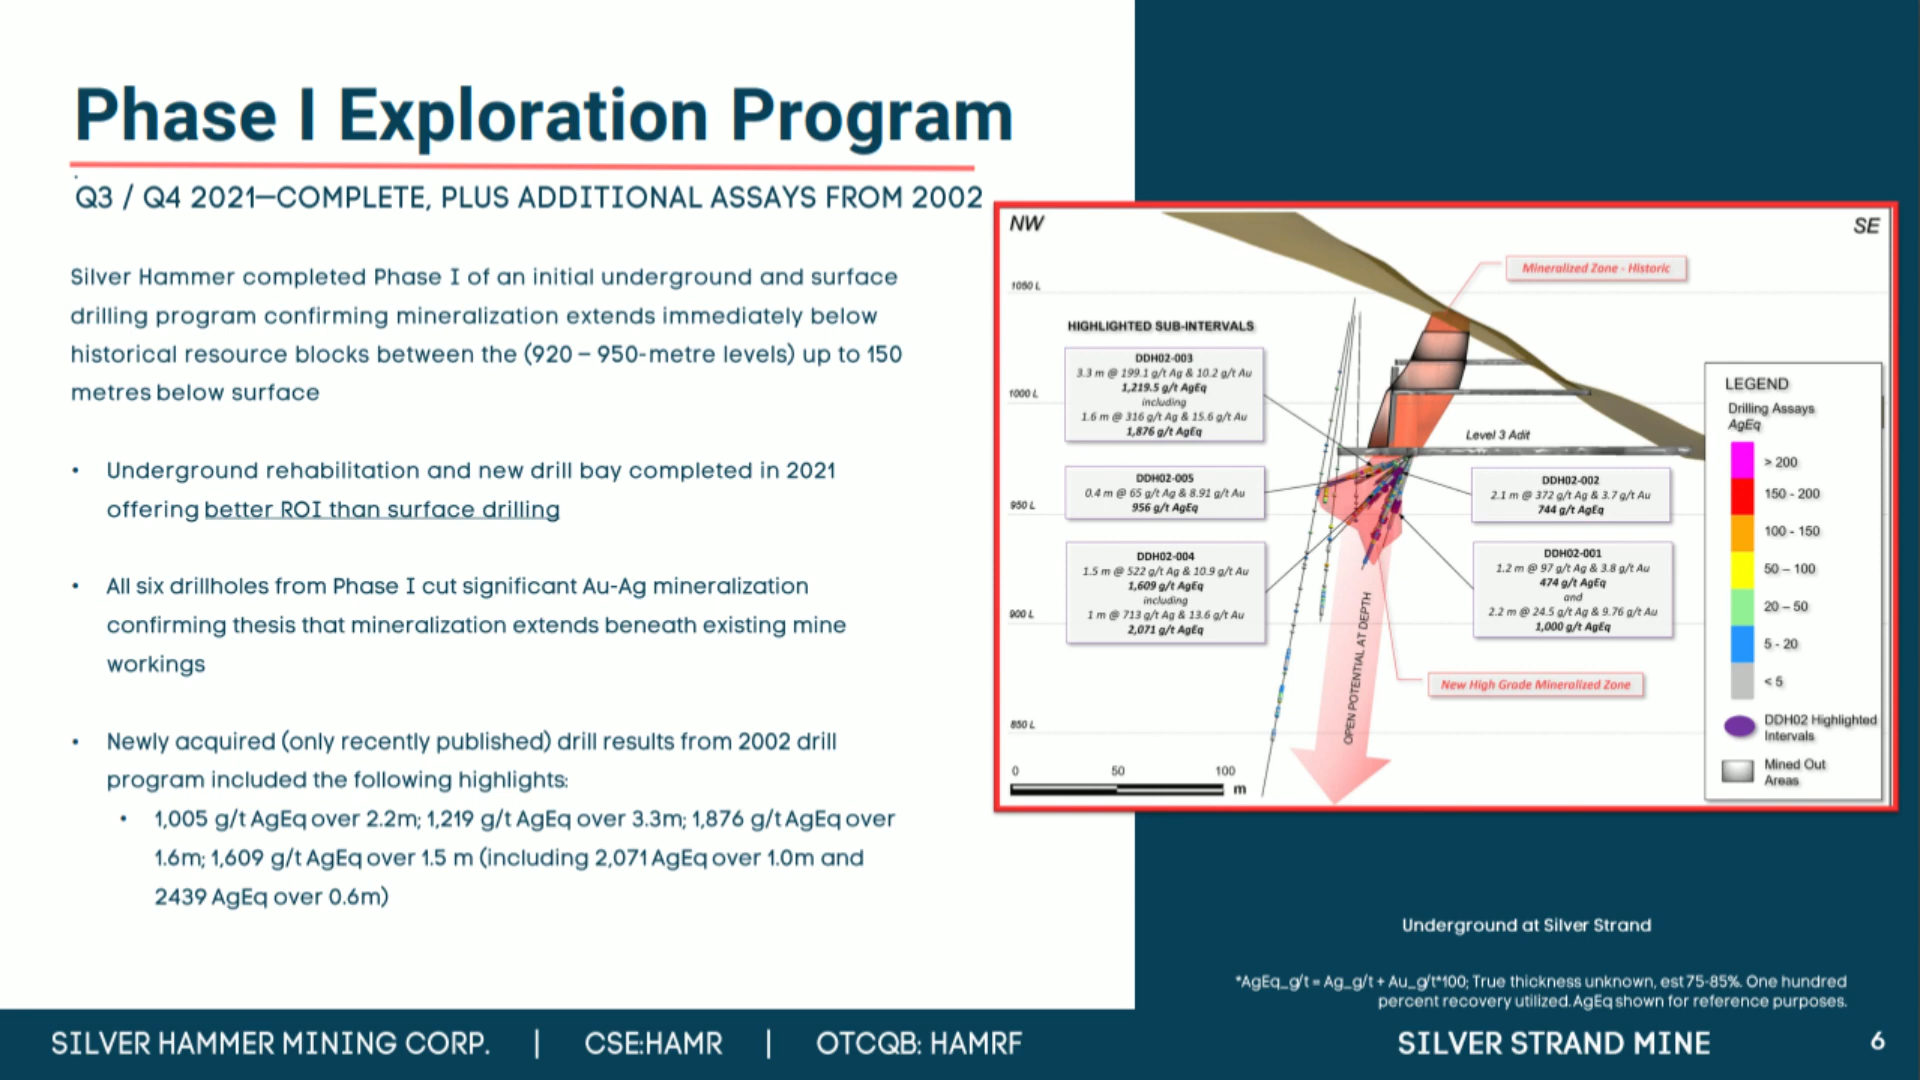 Phase I Exploration Program
Q3 / Q4 2021—COMPLETE, PLUS ADDITIONAL ASSAYS FROM 2002
Silver Hammer completed Phase I of an initial underground and surface
drilling program confirming mineralization extends immediately below
historical resource blocks between the (920 – 950-metre levels) up to 150
metres below surface
• Underground rehabilitation and new drill bay completed in 2021
offering better ROI than surface drilling
• All six drillholes from Phase I cut significant Au-Ag mineralization
confirming thesis that mineralization extends beneath existing mine
workings
• Newly acquired (only recently published) drill results from 2002 drill
program included the following highlights:
• 1,005 g/t AgEq over 2.2m; 1,219 g/t AgEq over 3.3m; 1,876 g/t AgEq over
1.6m; 1,609 g/t AgEq over 1.5 m (including 2,071 AgEq over 1.0m and
2439 AgEq over 0.6m)
NW
SE
Mineralized Zone - Historic
1050 L
1000 L
950 L
900 L
850 L
HIGHLIGHTED SUB-INTERVALS
DDH02-003
3.3 m @ 199.1 g/t Ag & 10.2 g/t Au
1,219.5 g/t AgEq
including
1.6 m @ 316 g/t Ag & 15.6 g/t Au
1,876 g/t AgEq
DDH02-005
0.4 m @ 65 g/t Ag & 8.91 g/t Au
956 g/t AgEq
DDH02-004
1.5 m @ 522 g/t Ag & 10.9 g/t Au
1,609 g/t AgEq
including
1 m @ 713 g/t Ag & 13.6 g/t Au
2,071 g/t AgEq
Level 3 Adit
DDH02-002
2.1 m @ 372 g/t Ag & 3.7 g/t Au
744 g/t AgEq
DDH02-001
1.2 m @ 97 g/t Ag & 3.8 g/t Au
474 g/t AgEq
and
2.2 m @ 24.5 g/t Ag & 9.76 g/t Au
1,000 g/t AgEq
OPEN POTENTIAL AT DEPTH
New High Grade Mineralized Zone
0 50 100
m
LEGEND
Drilling Assays
AgEq
> 200
150 - 200
100 - 150
50 – 100
20 – 50
5 - 20
< 5
DDH02 Highlighted
Intervals
Mined Out
Areas
Underground at Silver Strand
*AgEq_g/t = Ag_g/t + Au_g/t*100; True thickness unknown, est 75-85%. One hundred
percent recovery utilized. AgEq shown for reference purposes.
SILVER HAMMER MINING CORP. | CSE:HAMR | OTCQB: HAMRF
SILVER STRAND MINE 6